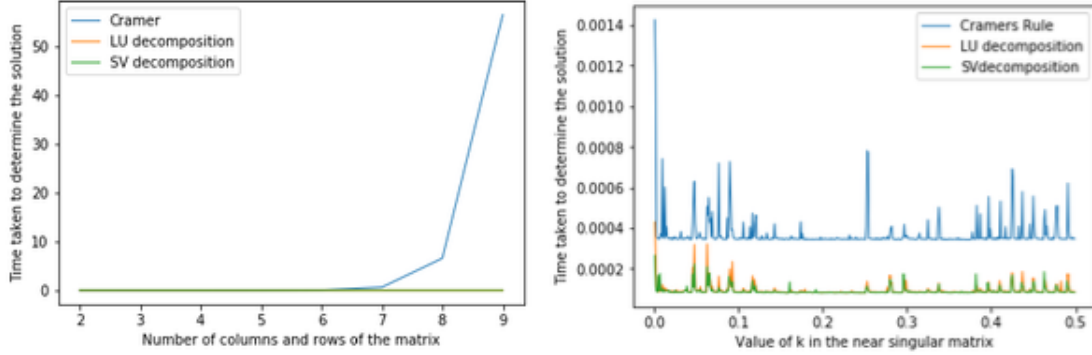 Cramer
LU decomposition
SV decomposition
Time taken to determine the solution
50
40
30
20
10
0
2 3 4 5 6 7 8 9
Number of columns and rows of the matrix
Cramers Rule
LU decomposition
SVdecomposition
Time taken to determine the solution
0.0014
0.0012
0.0010
0.0008
0.0006
0.0004
0.0002
0.0 0.1 0.2 0.3 0.4 0.5
Value of k in the near singular matrix